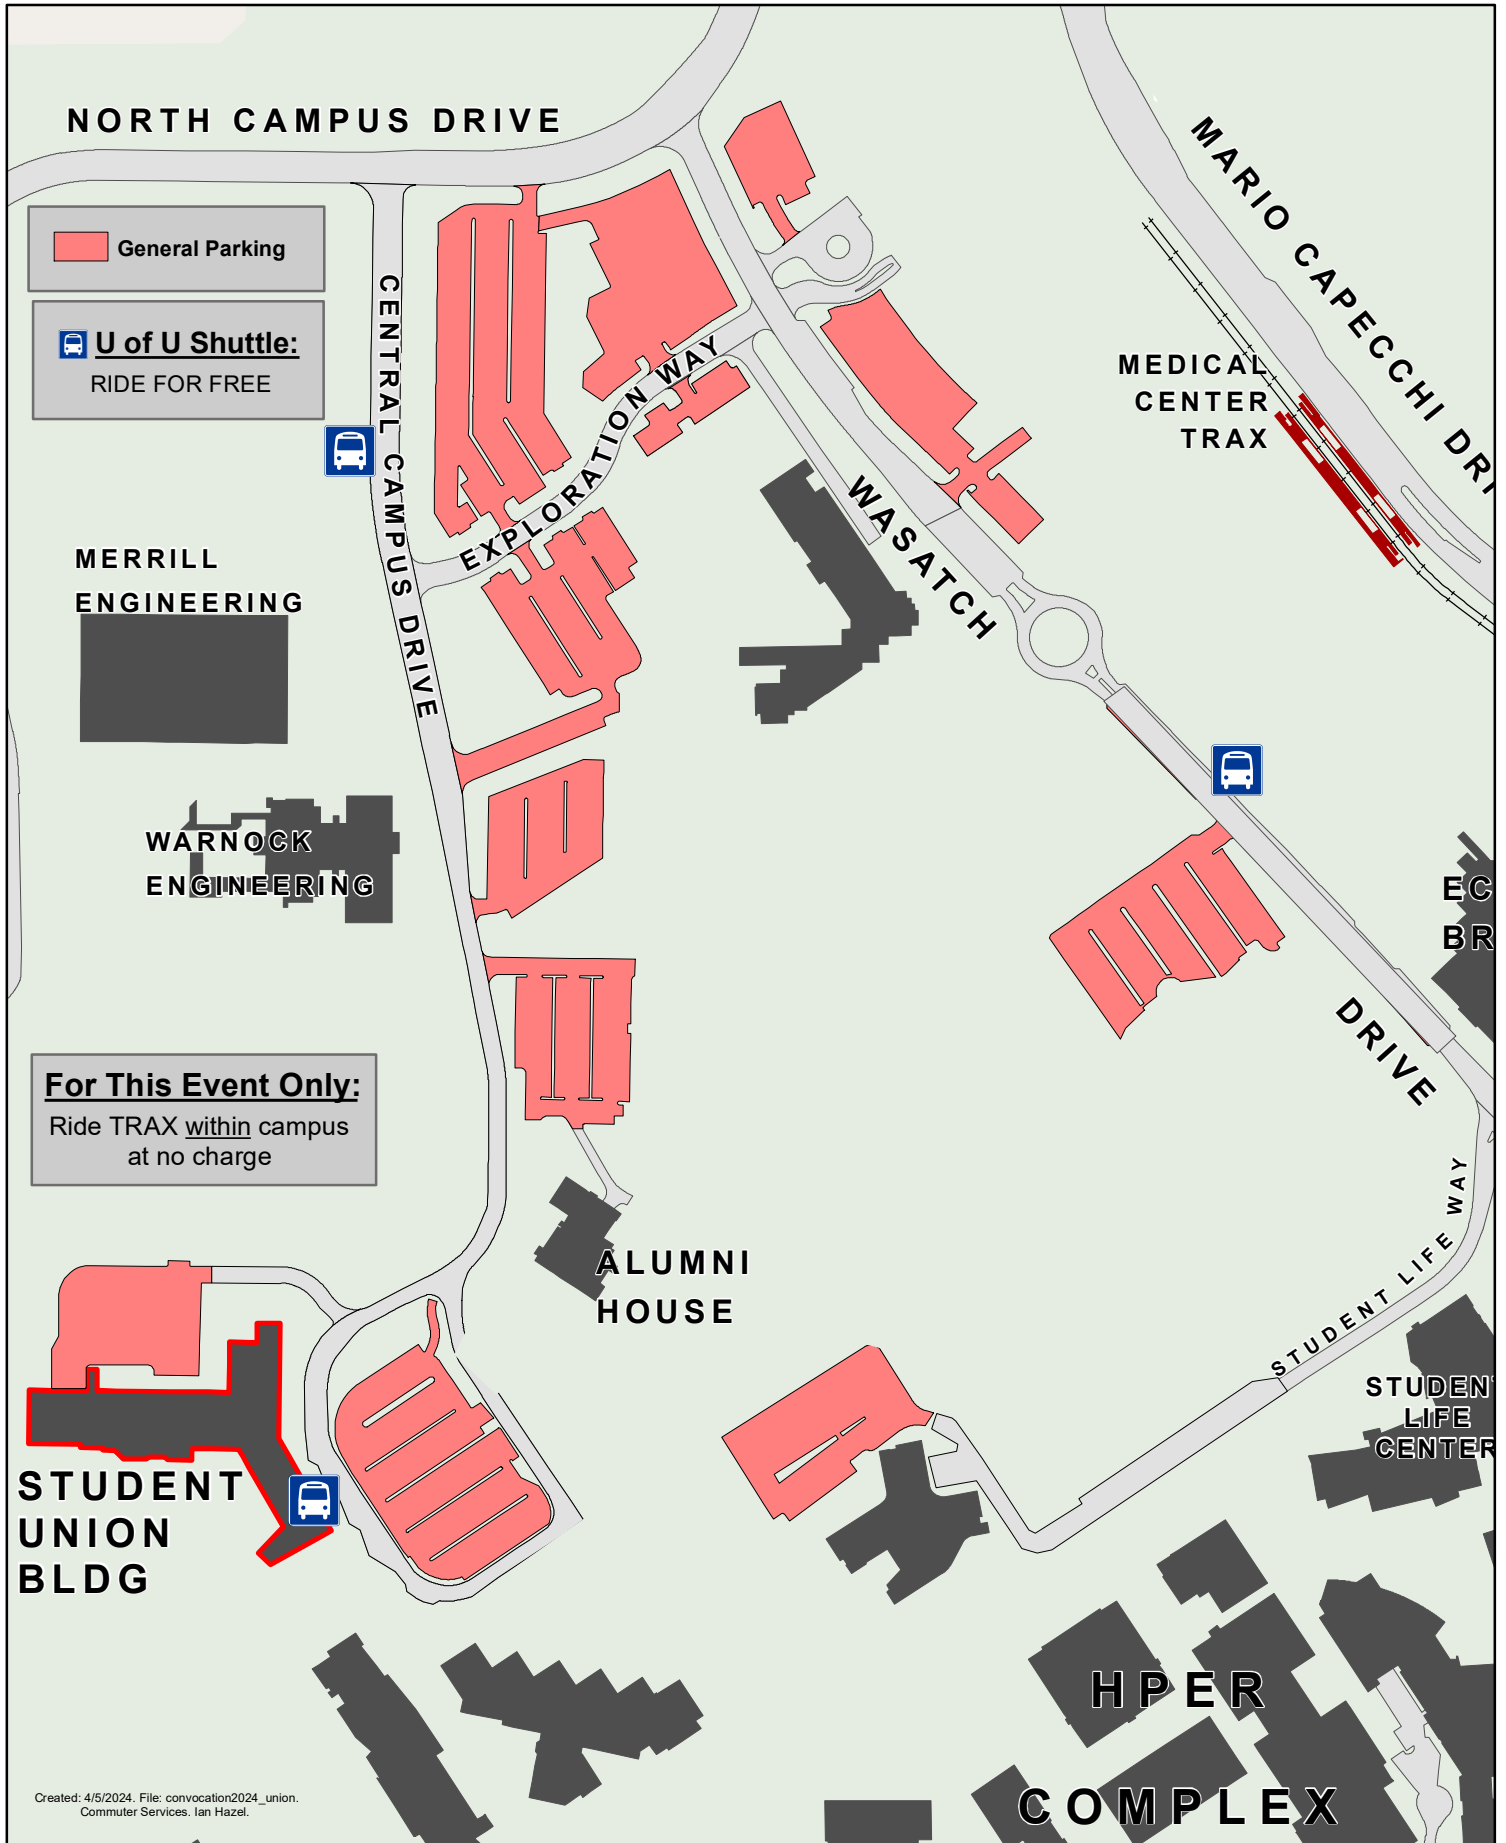 NORTH CAMPUS DRIVE
General Parking
U of U Shuttle:
RIDE FOR FREE
CENTRAL CAMPUS DRIVE
EXPLORATION WAY
MARIO CAPECCHI DRI
MEDICAL
CENTER
TRAX
WASATCH
DRIVE
MERRILL
ENGINEERING
WARNOCK
ENGINEERING
EC
BR
For This Event Only:
Ride TRAX within campus
at no charge
ALUMNI
HOUSE
STUDENT LIFE WAY
STUDENT
LIFE
CENTER
STUDENT
UNION
BLDG
HPER
COMPLEX
Created: 4/5/2024. File: convocation2024_union.
Commuter Services. Ian Hazel.